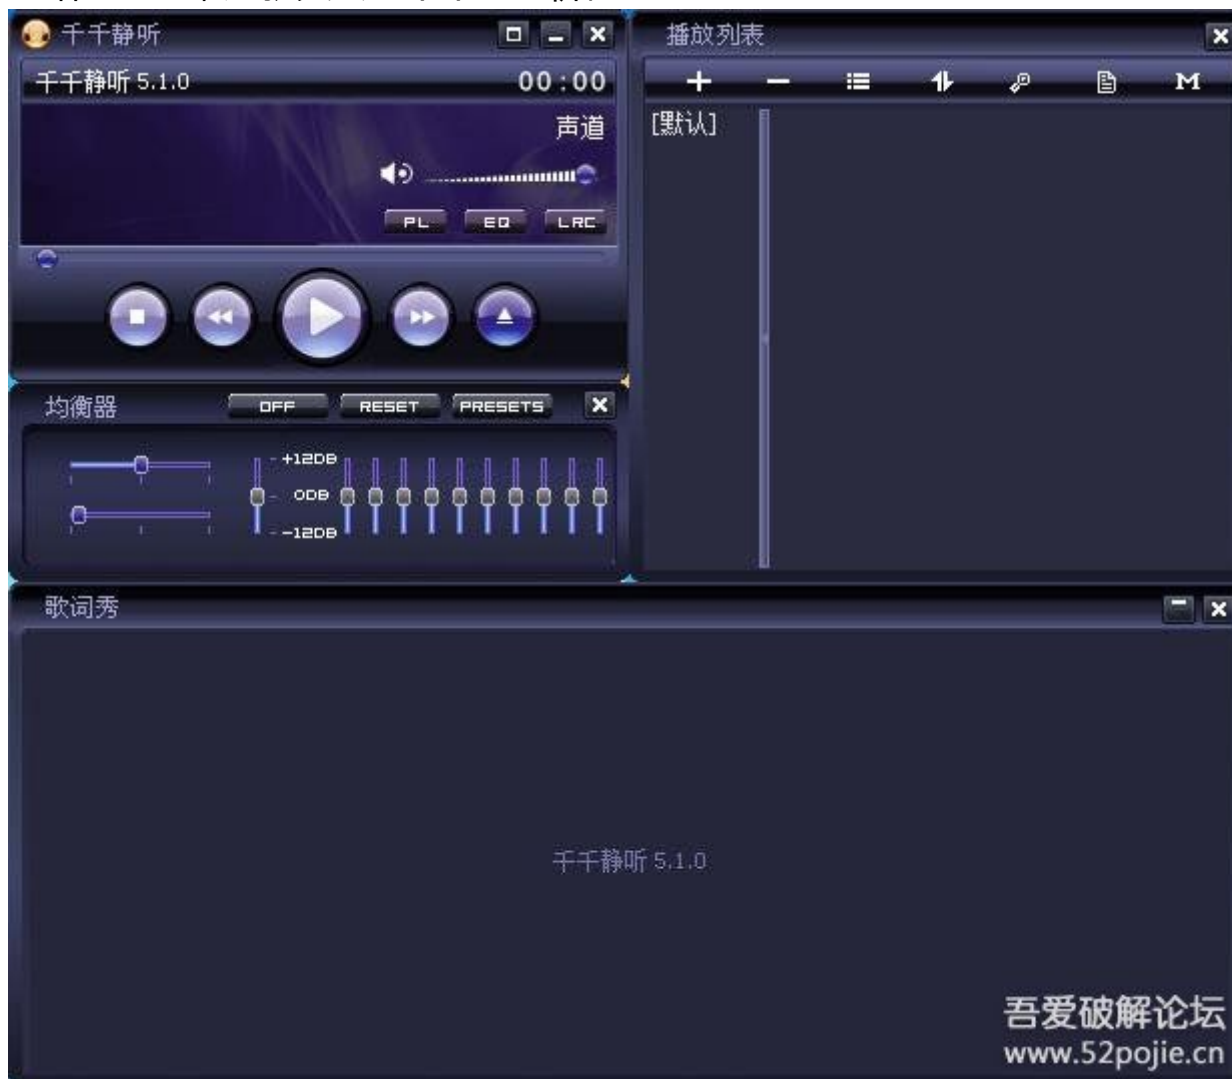 千千静听
千千静听 5.1.0
00:00
声道
PL
EQ
LRC
均衡器
OFF
RESET
PRESETS
+12DB
0DB
-12DB
播放列表
M
[默认]
歌词秀
千千静听 5.1.0
吾爱破解论坛
www.52pojie.cn